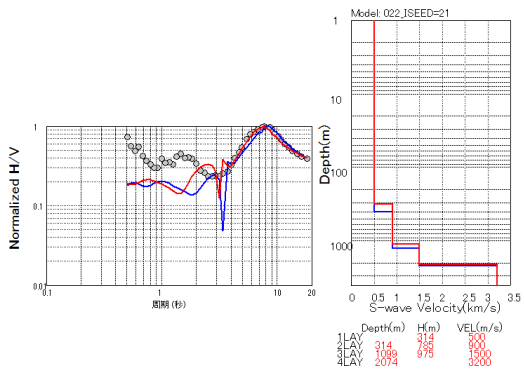 Model: 022_ISEED=21
Normalized H/V
1
0.1
0.01
0.1
1
10
20
周期(秒)
Depth(m)
1
10
100
1000
0
0.5
1
1.5
2
2.5
3
3.5
S-wave Velocity(km/s)
Depth(m) H(m) VEL(m/s)
1LAY 314 500
2LAY 314 785 900
3LAY 1099 975 1500
4LAY 2074 3200